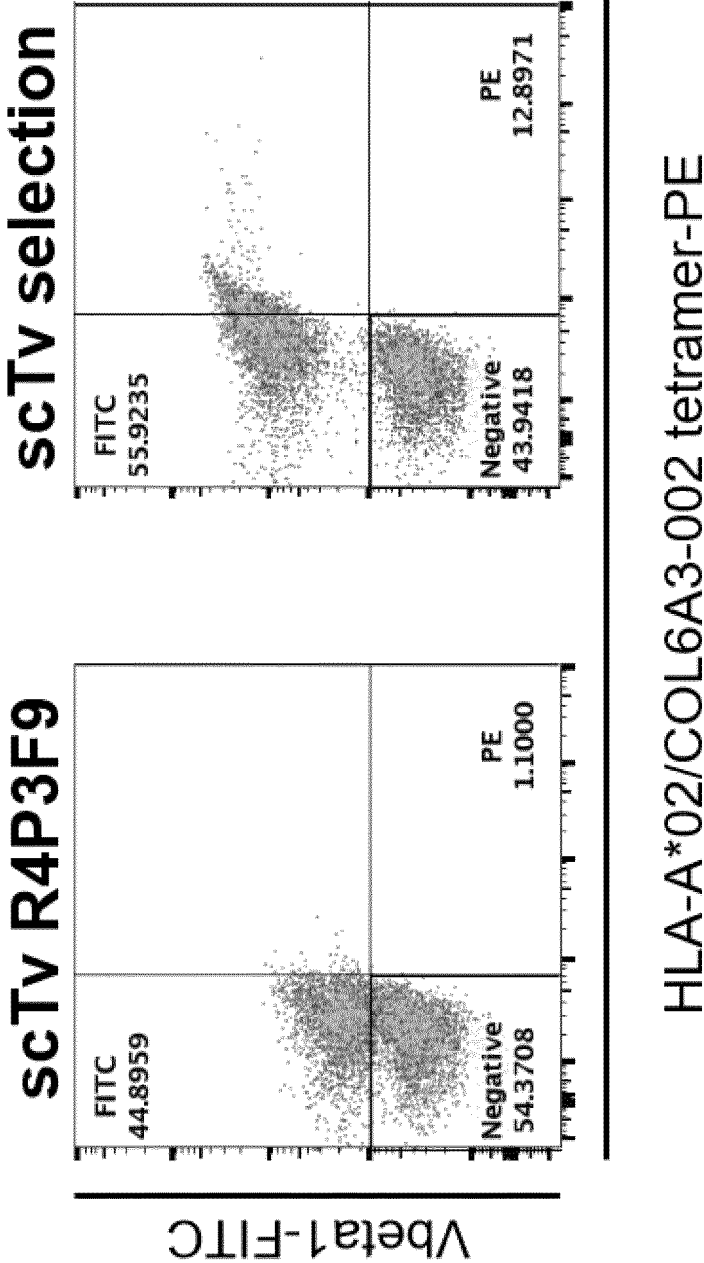 scTv R4P3F9
scTv selection
Vbeta1-FITC
FITC
44.8959
Negative
54.3708
PE
1.1000
FITC
55.9235
Negative
43.9418
PE
12.8971
HLA-A*02/COL6A3-002 tetramer-PE